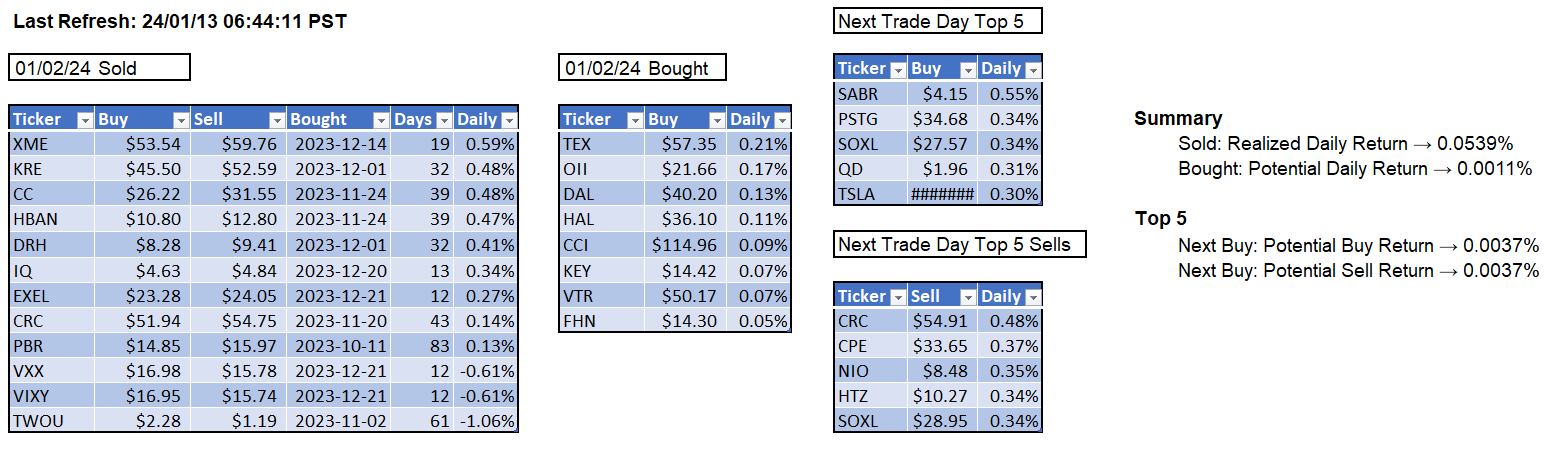 Last Refresh: 24/01/13 06:44:11 PST
01/02/24 Sold
Ticker Buy Sell Bought Days Daily
XME $53.54 $59.76 2023-12-14 19 0.59%
KRE $45.50 $52.59 2023-12-01 32 0.48%
CC $26.22 $31.55 2023-11-24 39 0.48%
HBAN $10.80 $12.80 2023-11-24 39 0.47%
DRH $8.28 $9.41 2023-12-01 32 0.41%
IQ $4.63 $4.84 2023-12-20 13 0.34%
EXEL $23.28 $24.05 2023-12-21 12 0.27%
CRC $51.94 $54.75 2023-11-20 43 0.14%
PBR $14.85 $15.97 2023-10-11 83 0.13%
VXX $16.98 $15.78 2023-12-21 12 -0.61%
VIXY $16.95 $15.74 2023-12-21 12 -0.61%
TWOU $2.28 $1.19 2023-11-02 61 -1.06%
01/02/24 Bought
Ticker Buy Daily
TEX $57.35 0.21%
OII $21.66 0.17%
DAL $40.20 0.13%
HAL $36.10 0.11%
CCI $114.96 0.09%
KEY $14.42 0.07%
VTR $50.17 0.07%
FHN $14.30 0.05%
Next Trade Day Top 5
Ticker Buy Daily
SABR $4.15 0.55%
PSTG $34.68 0.34%
SOXL $27.57 0.34%
QD $1.96 0.31%
TSLA ####### 0.30%
Next Trade Day Top 5 Sells
Ticker Sell Daily
CRC $54.91 0.48%
CPE $33.65 0.37%
NIO $8.48 0.35%
HTZ $10.27 0.34%
SOXL $28.95 0.34%
Summary
Sold: Realized Daily Return → 0.0539%
Bought: Potential Daily Return → 0.0011%
Top 5
Next Buy: Potential Buy Return → 0.0037%
Next Buy: Potential Sell Return → 0.0037%